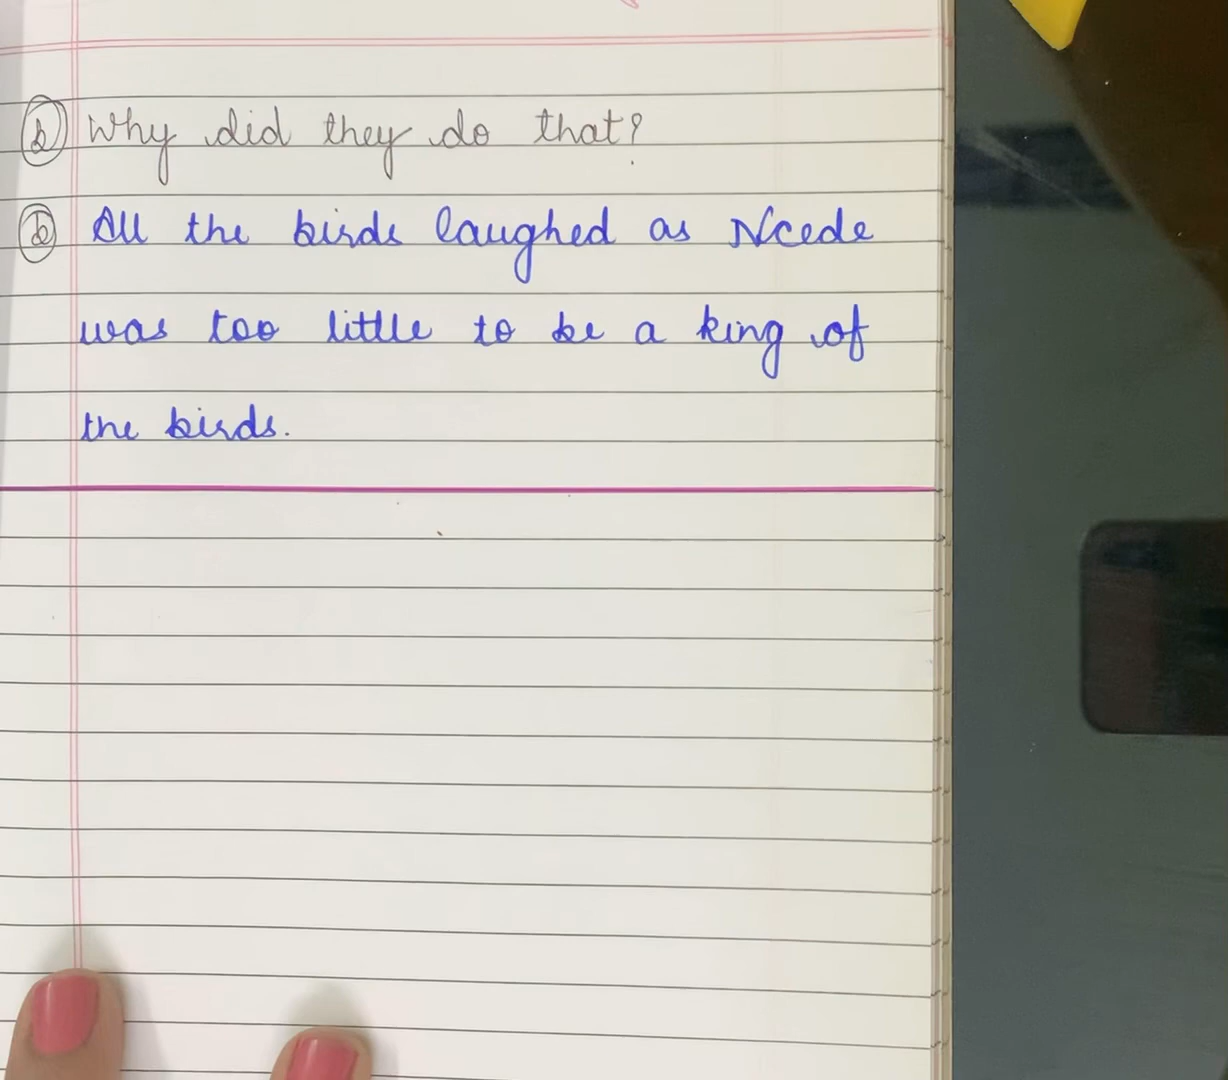 b Why did they do that?
b All the birds laughed as Ncede
was too little to be a king of
the birds.